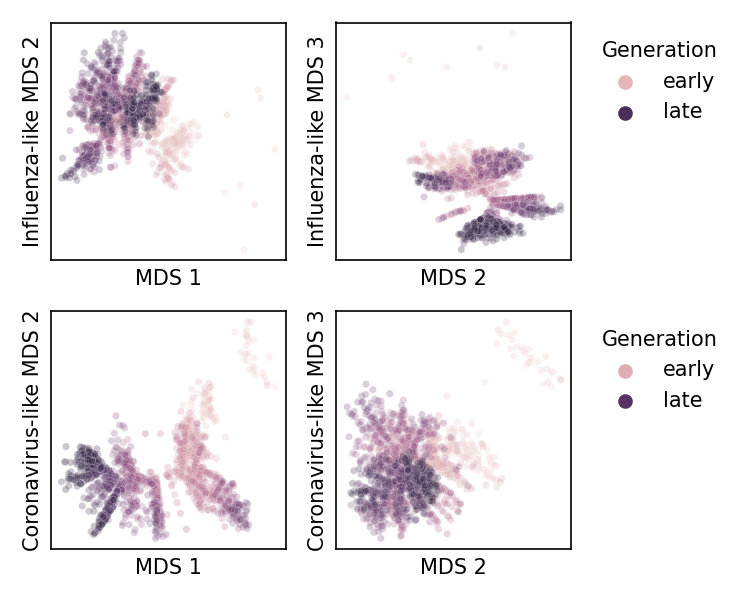 Influenza-like MDS 2
MDS 1
Influenza-like MDS 3
MDS 2
Generation
early
late
Coronavirus-like MDS 2
MDS 1
Coronavirus-like MDS 3
MDS 2
Generation
early
late